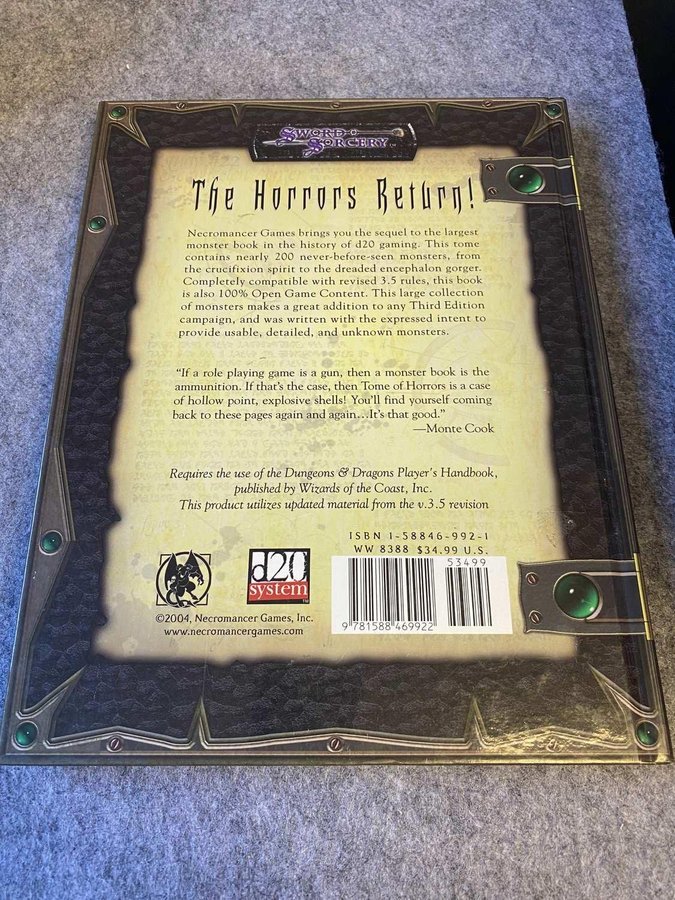 Sword & Sorcery
The Horrors Return!
Necromancer Games brings you the sequel to the largest
monster book in the history of d20 gaming. This tome
contains nearly 200 never-before-seen monsters, from
the crucifixion spirit to the dreaded encephalon gorger.
Completely compatible with revised 3.5 rules, this book
is also 100% Open Game Content. This large collection
of monsters makes a great addition to any Third Edition
campaign, and was written with the expressed intent to
provide usable, detailed, and unknown monsters.
“If a role playing game is a gun, then a monster book is the
ammunition. If that's the case, then Tome of Horrors is a case
of hollow point, explosive shells! You'll find yourself coming
back to these pages again and again…It's that good.”
—Monte Cook
Requires the use of the Dungeons & Dragons Player's Handbook,
published by Wizards of the Coast, Inc.
This product utilizes updated material from the v.3.5 revision
ISBN 1-58846-992-1
WW 8388 $34.99 U.S.
53499
d20
system
™
9 781588 469922
©2004, Necromancer Games, Inc.
www.necromancergames.com